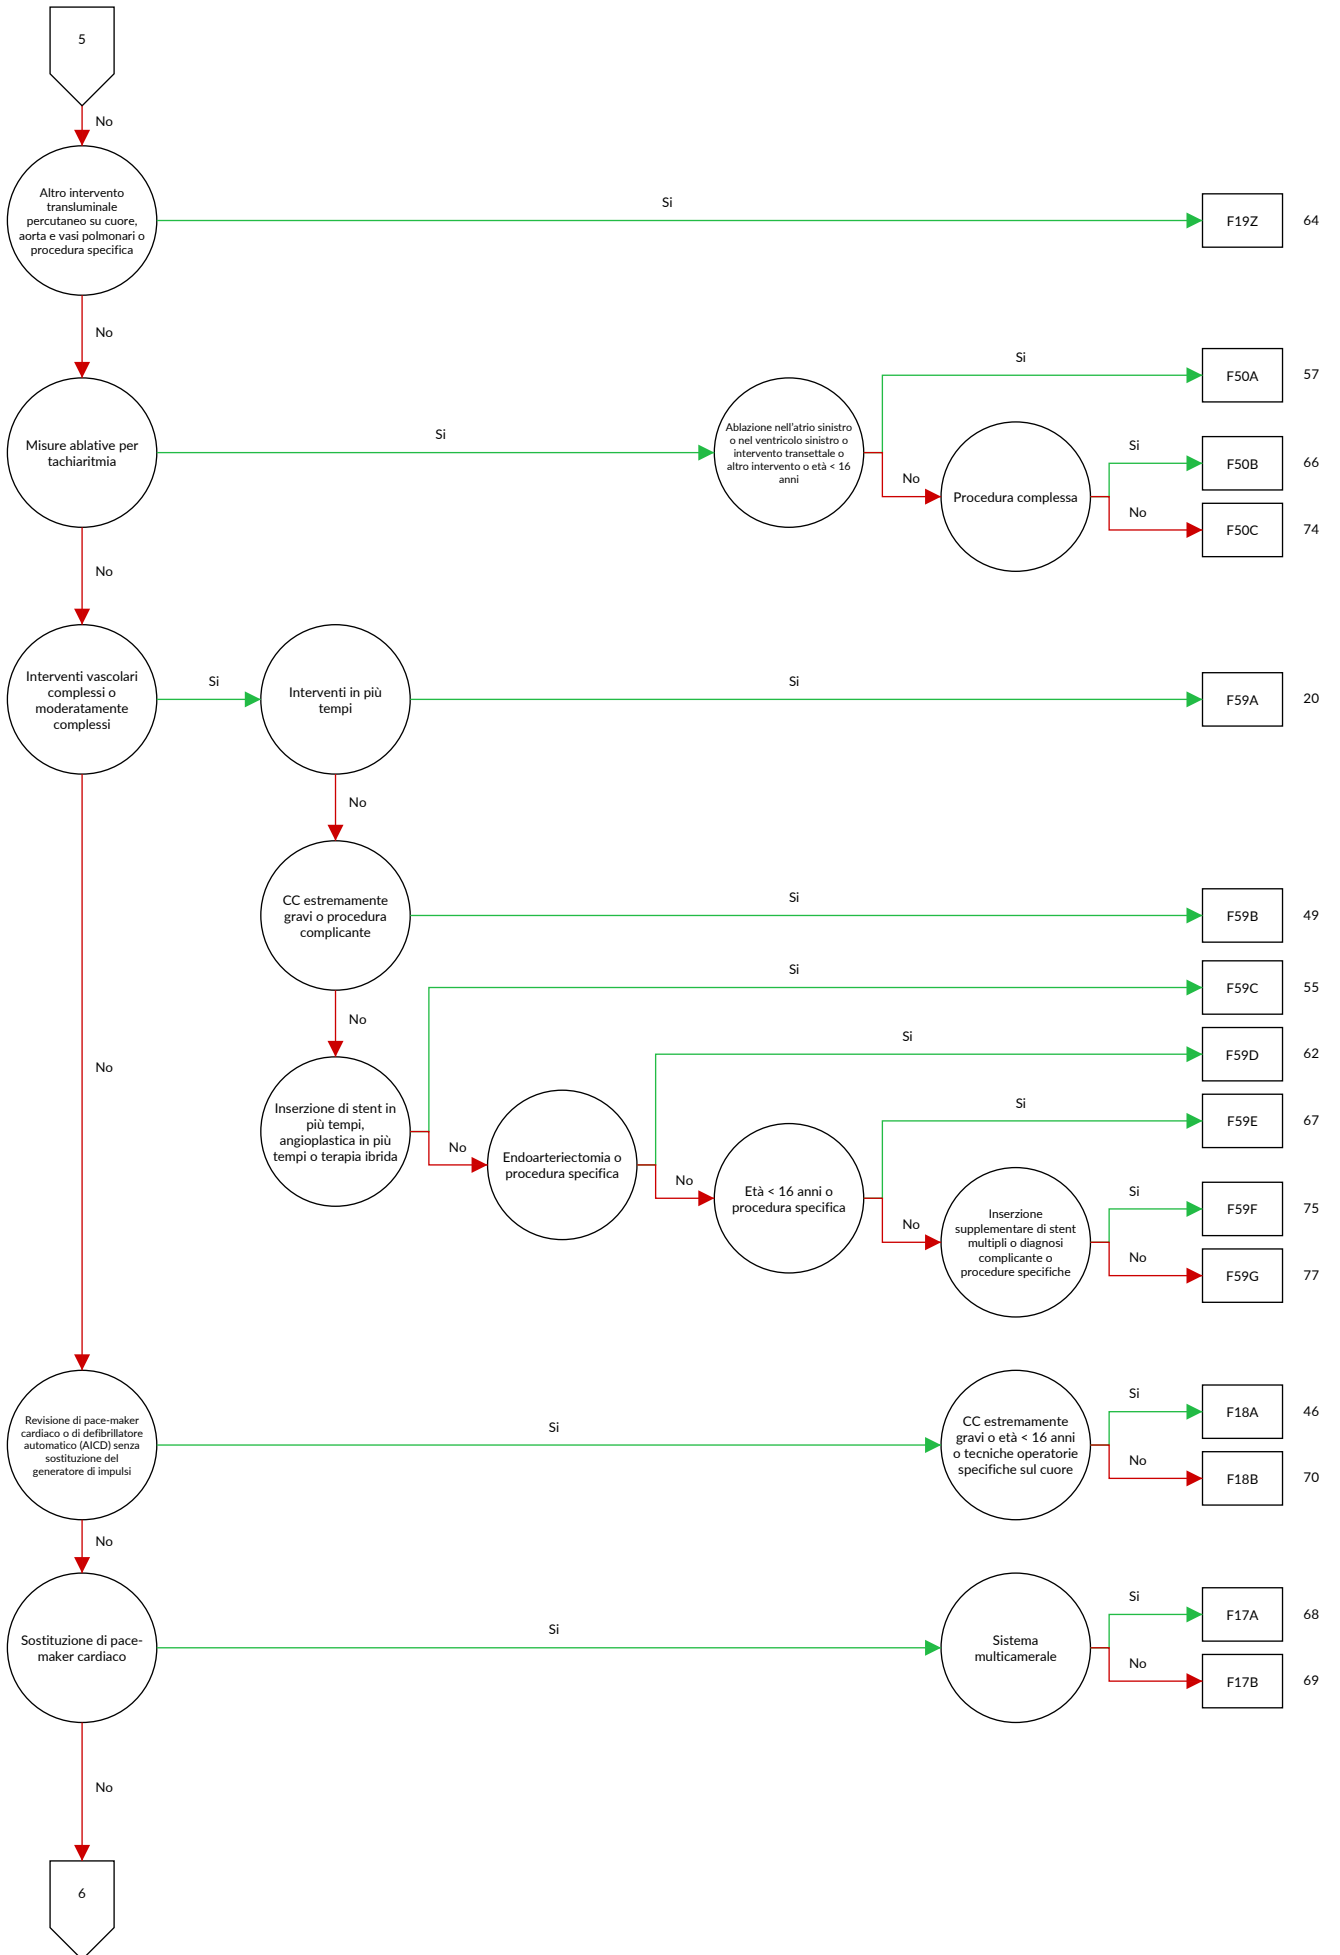 5
No
Altro intervento
transluminale
percutaneo su cuore,
aorta e vasi polmonari o
procedura specifica
Si
F19Z
64
No
Misure ablative per
tachiaritmia
Si
Ablazione nell'atrio sinistro
o nel ventricolo sinistro o
intervento transettale o
altro intervento o età < 16
anni
Si
F50A
57
No
Procedura complessa
Si
F50B
66
No
F50C
74
No
Interventi vascolari
complessi o
moderatamente
complessi
Si
Interventi in più
tempi
Si
F59A
20
No
CC estremamente
gravi o procedura
complicante
Si
F59B
49
No
Inserzione di stent in
più tempi,
angioplastica in più
tempi o terapia ibrida
Si
F59C
55
No
Endoarteriectomia o
procedura specifica
Si
F59D
62
No
Età < 16 anni o
procedura specifica
Si
F59E
67
No
Inserzione
supplementare di stent
multipli o diagnosi
complicante o
procedure specifiche
Si
F59F
75
No
F59G
77
No
Revisione di pace-maker
cardiaco o di defibrillatore
automatico (AICD) senza
sostituzione del
generatore di impulsi
Si
CC estremamente
gravi o età < 16 anni
o tecniche operatorie
specifiche sul cuore
Si
F18A
46
No
F18B
70
No
Sostituzione di pace-
maker cardiaco
Si
Sistema
multicamerale
Si
F17A
68
No
F17B
69
No
6